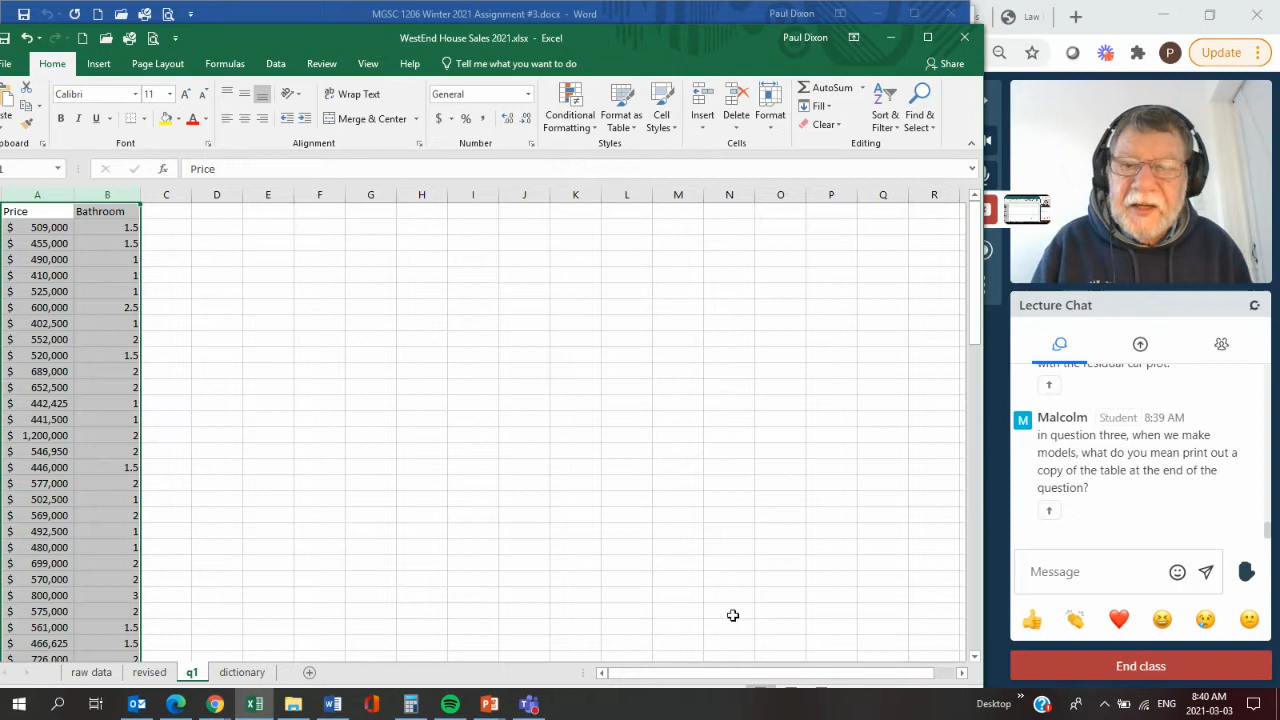 MGSC 1206 Winter 2021 Assignment #3.docx - Word
Paul Dixon
Law
WestEnd House Sales 2021.xlsx - Excel
Paul Dixon
P
Update
File
Home
Insert
Page Layout
Formulas
Data
Review
View
Help
Tell me what you want to do
Share
Calibri
11
Wrap Text
General
Conditional
Formatting
Format as
Table
Cell
Styles
Insert
Delete
Format
AutoSum
Fill
Clear
Sort &
Filter
Find &
Select
Merge & Center
Font
Alignment
Number
Styles
Cells
Editing
Price
A B C D E F G H I J K L M N O P Q R
Price Bathroom
$ 509,000 1.5
$ 455,000 1.5
$ 490,000 1
$ 410,000 1
$ 525,000 1
$ 600,000 2.5
$ 402,500 1
$ 552,000 2
$ 520,000 1.5
$ 689,000 2
$ 652,500 2
$ 442,425 1
$ 441,500 1
$ 1,200,000 2
$ 546,950 2
$ 446,000 1.5
$ 577,000 2
$ 502,500 1
$ 569,000 2
$ 492,500 1
$ 480,000 1
$ 699,000 2
$ 570,000 2
$ 800,000 3
$ 575,000 2
$ 561,000 1.5
$ 466,625 1.5
$ 726,000 2
raw data
revised
q1
dictionary
Lecture Chat
with the residual car plot.
M
Malcolm Student 8:39 AM
in question three, when we make
models, what do you mean print out a
copy of the table at the end of the
question?
Message
End class
Desktop
ENG
8:40 AM
2021-03-03